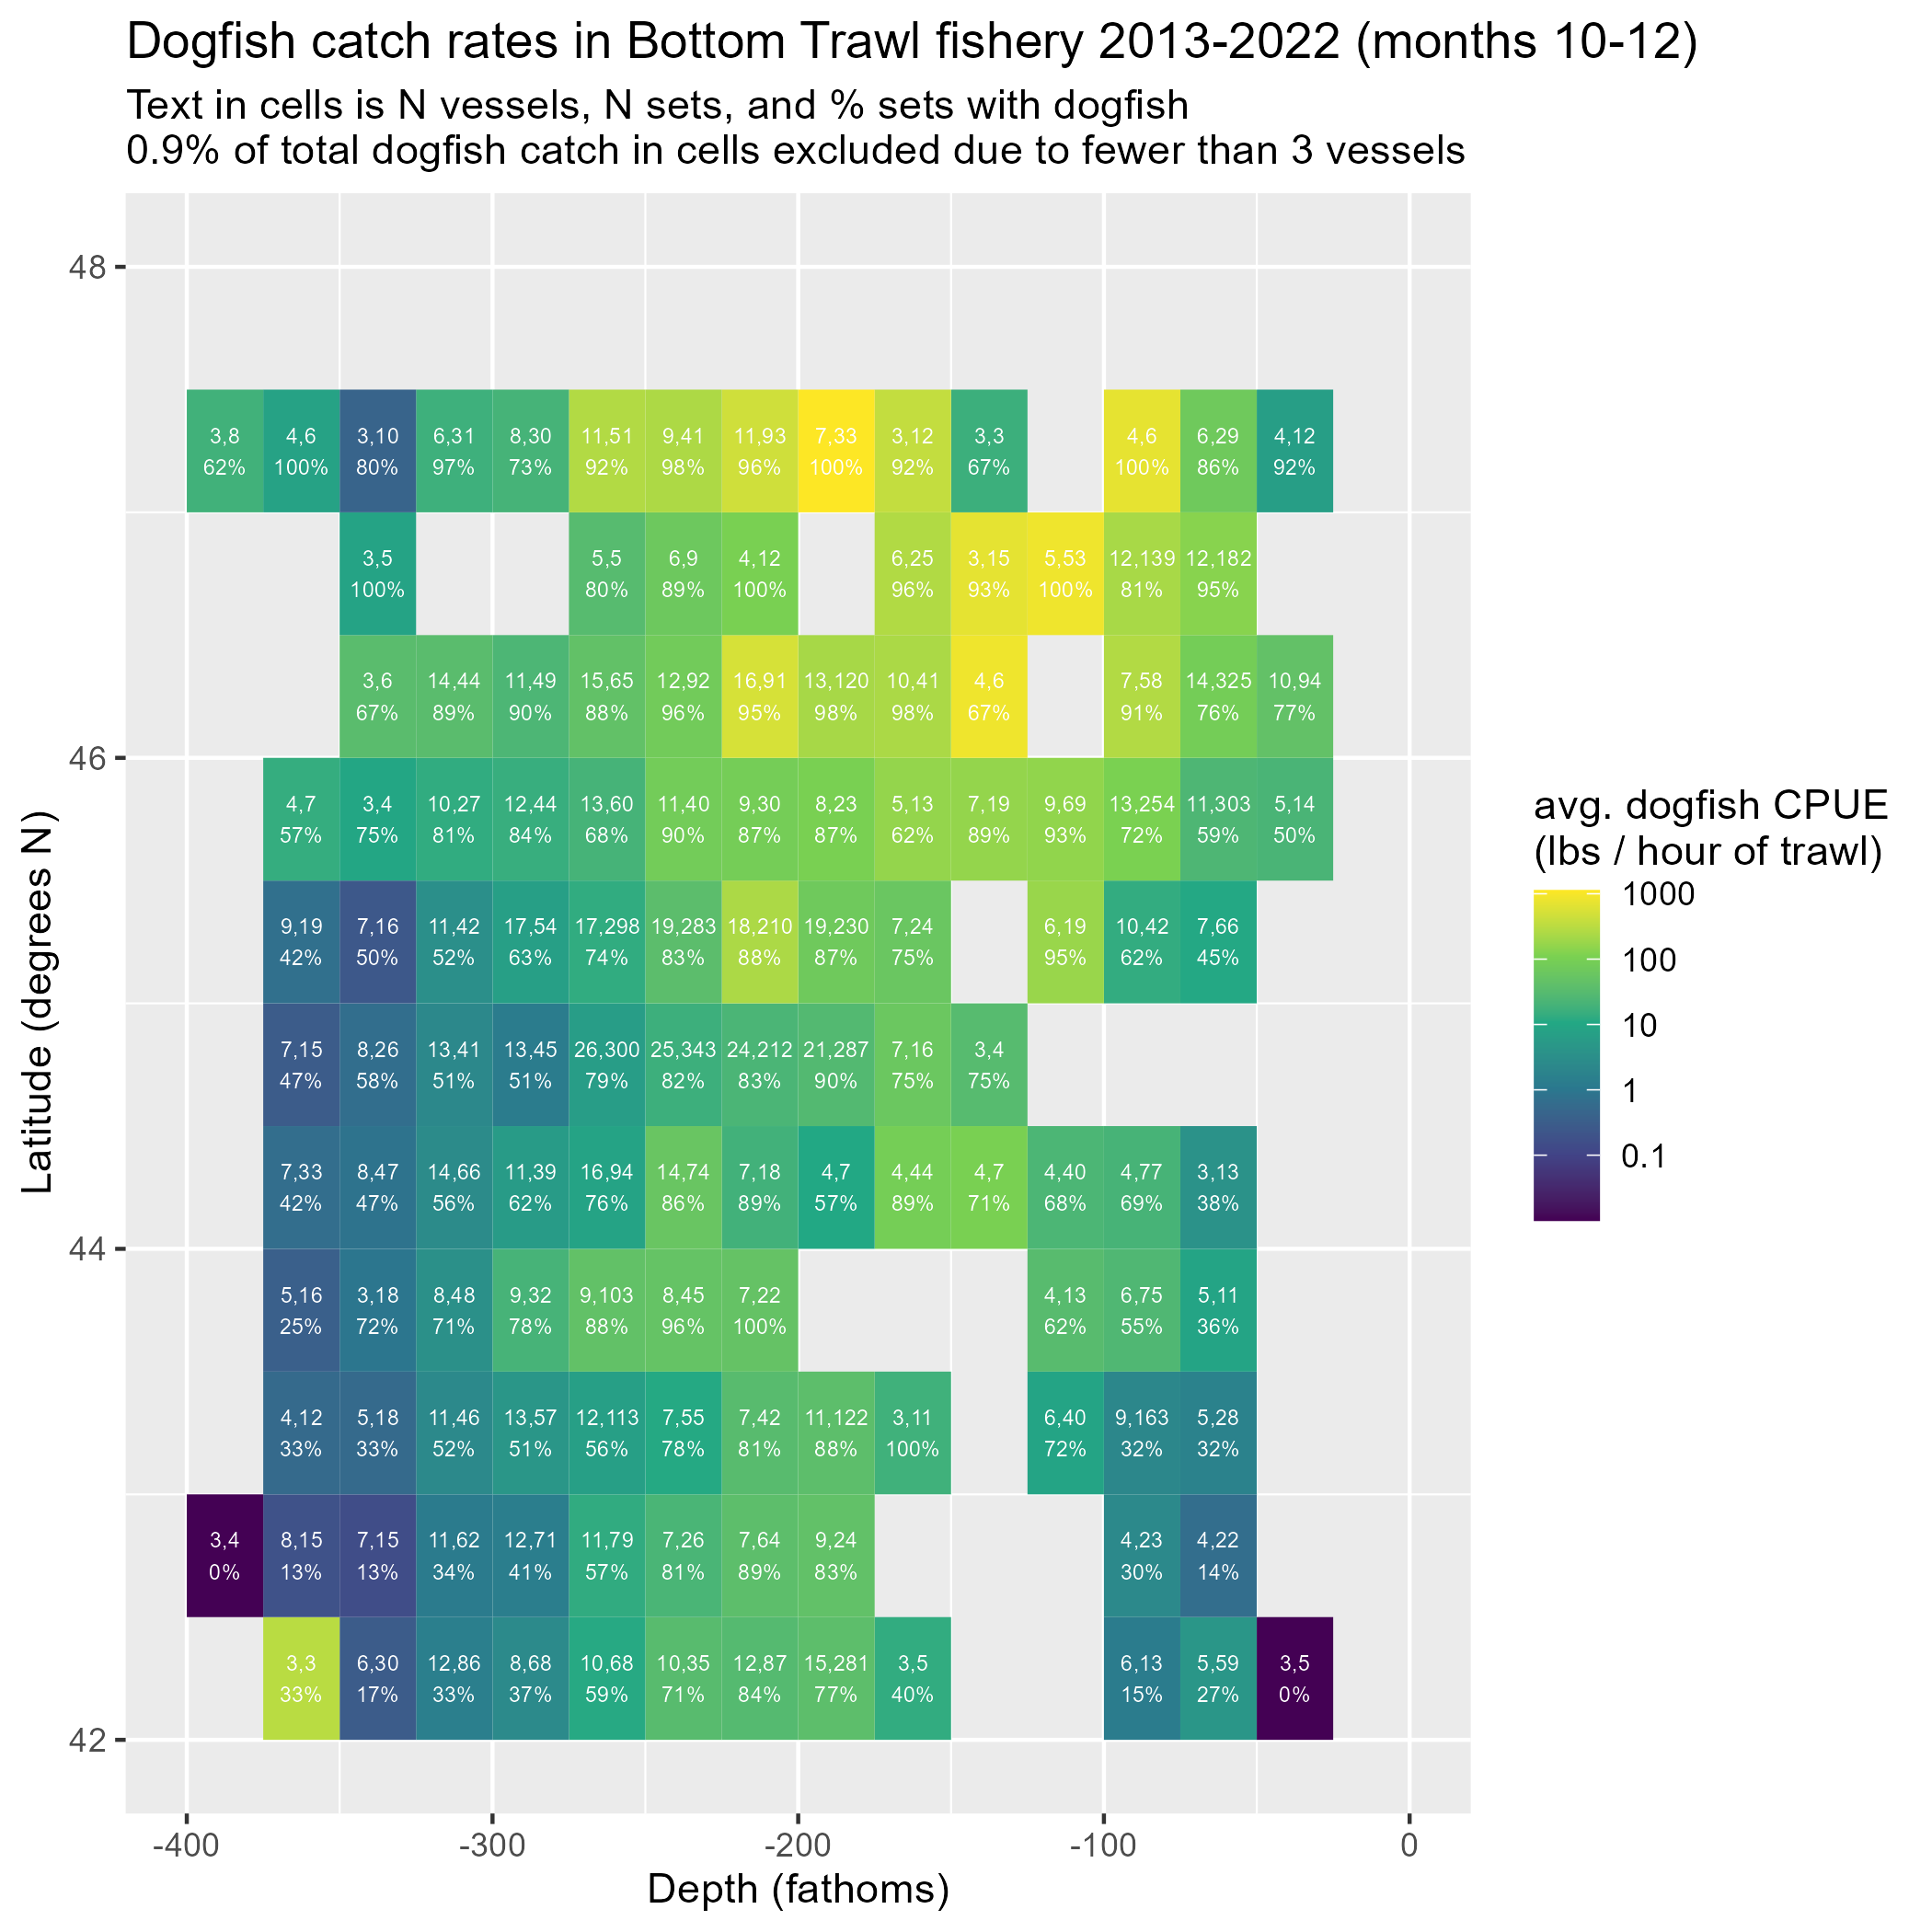 Dogfish catch rates in Bottom Trawl fishery 2013-2022 (months 10-12)
Text in cells is N vessels, N sets, and % sets with dogfish
0.9% of total dogfish catch in cells excluded due to fewer than 3 vessels
48
3,8 4,6 3,10 6,31 8,30 11,51 9,41 11,93 7,33 3,12 3,3 4,6 6,29 4,12
62% 100% 80% 97% 73% 92% 98% 96% 100% 92% 67% 100% 86% 92%
3,5 5,5 6,9 4,12 6,25 3,15 5,53 12,139 12,182
100% 80% 89% 100% 96% 93% 100% 81% 95%
3,6 14,44 11,49 15,65 12,92 16,91 13,120 10,41 4,6 7,58 14,325 10,94
67% 89% 90% 88% 96% 95% 98% 98% 67% 91% 76% 77%
46
4,7 3,4 10,27 12,44 13,60 11,40 9,30 8,23 5,13 7,19 9,69 13,254 11,303 5,14
57% 75% 81% 84% 68% 90% 87% 87% 62% 89% 93% 72% 59% 50%
9,19 7,16 11,42 17,54 17,298 19,283 18,210 19,230 7,24 6,19 10,42 7,66
42% 50% 52% 63% 74% 83% 88% 87% 75% 95% 62% 45%
7,15 8,26 13,41 13,45 26,300 25,343 24,212 21,287 7,16 3,4
47% 58% 51% 51% 79% 82% 83% 90% 75% 75%
7,33 8,47 14,66 11,39 16,94 14,74 7,18 4,7 4,44 4,7 4,40 4,77 3,13
42% 47% 56% 62% 76% 86% 89% 57% 89% 71% 68% 69% 38%
44
5,16 3,18 8,48 9,32 9,103 8,45 7,22 4,13 6,75 5,11
25% 72% 71% 78% 88% 96% 100% 62% 55% 36%
4,12 5,18 11,46 13,57 12,113 7,55 7,42 11,122 3,11 6,40 9,163 5,28
33% 33% 52% 51% 56% 78% 81% 88% 100% 72% 32% 32%
3,4 8,15 7,15 11,62 12,71 11,79 7,26 7,64 9,24 4,23 4,22
0% 13% 13% 34% 41% 57% 81% 89% 83% 30% 14%
3,3 6,30 12,86 8,68 10,68 10,35 12,87 15,281 3,5 6,13 5,59 3,5
33% 17% 33% 37% 59% 71% 84% 77% 40% 15% 27% 0%
42
-400 -300 -200 -100 0
Depth (fathoms)
Latitude (degrees N)
avg. dogfish CPUE
(lbs / hour of trawl)
1000
100
10
1
0.1